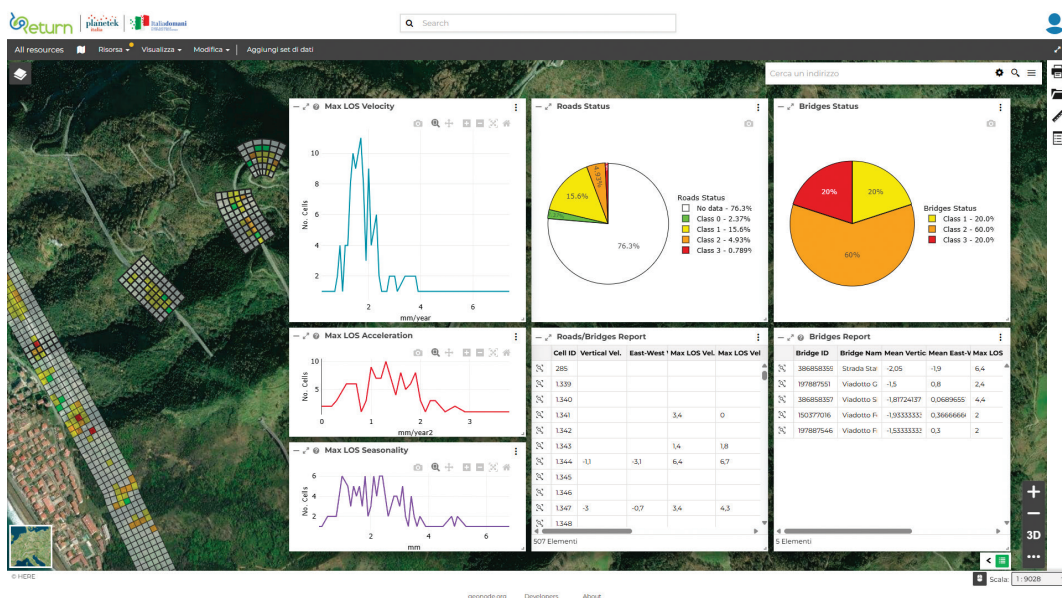 Return planetek italia Italiadomani
Search
All resources Risorsa Visualizza Modifica Aggiungi set di dati
Cerca un indirizzo
Max LOS Velocity
No. Cells
10
8
6
4
2
2 4 6
mm/year
Roads Status
15.6%
4.93%
76.3%
Roads Status
No data - 76.3%
Class 0 - 2.37%
Class 1 - 15.6%
Class 2 - 4.93%
Class 3 - 0.789%
Bridges Status
20% 20%
60%
Bridges Status
Class 1 - 20.0%
Class 2 - 60.0%
Class 3 - 20.0%
Max LOS Acceleration
No. Cells
10
5
0 1 2 3
mm/year2
Max LOS Seasonality
No. Cells
6
4
2
2 4 6
mm
Roads/Bridges Report
Cell ID Vertical Vel. East-West Max LOS Vel. Max LOS Vel
285
1.339
1.340
1.341 3,4 0
1.342
1.343 1,4 1,8
1.344 -1,1 -3,1 6,4 6,7
1.345
1.346
1.347 -3 -0,7 3,4 4,3
1.348
507 Elementi
Bridges Report
Bridge ID Bridge Nam Mean Vertic Mean East-V Max LOS
386858359 Strada Sta -2,05 -1,9 6,4
197887551 Viadotto G -1,5 0,8 2,4
386858357 Viadotto S -1,81724137 0,0689655 4,4
150377016 Viadotto F -1,93333333 0,36666666 2
197887546 Viadotto F -1,53333333 0,3 2
5 Elementi
3D
© HERE
Scala: 1 : 9028
geonode.org Developers About